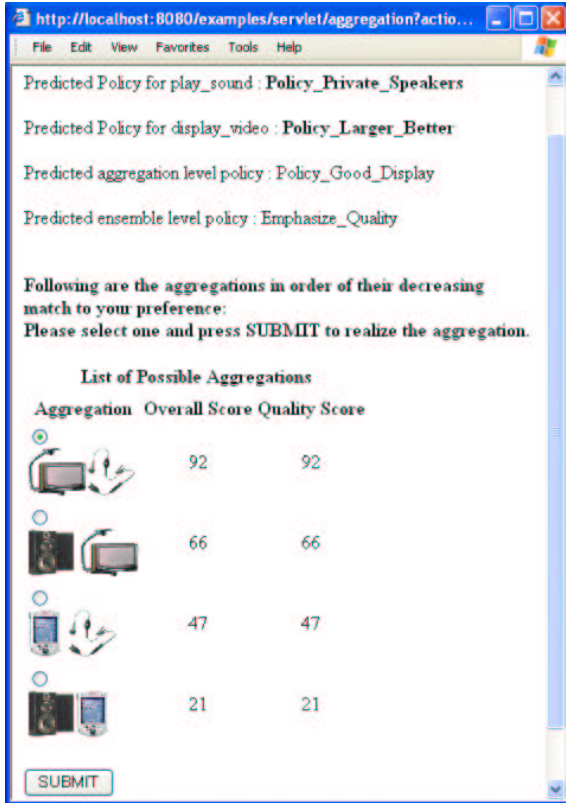 http://localhost:8080/examples/servlet/aggregation?actio...
File Edit View Favorites Tools Help
Predicted Policy for play_sound : Policy_Private_Speakers
Predicted Policy for display_video : Policy_Larger_Better
Predicted aggregation level policy : Policy_Good_Display
Predicted ensemble level policy : Emphasize_Quality
Following are the aggregations in order of their decreasing
match to your preference:
Please select one and press SUBMIT to realize the aggregation.
List of Possible Aggregations
Aggregation Overall Score Quality Score
92 92
66 66
47 47
21 21
SUBMIT